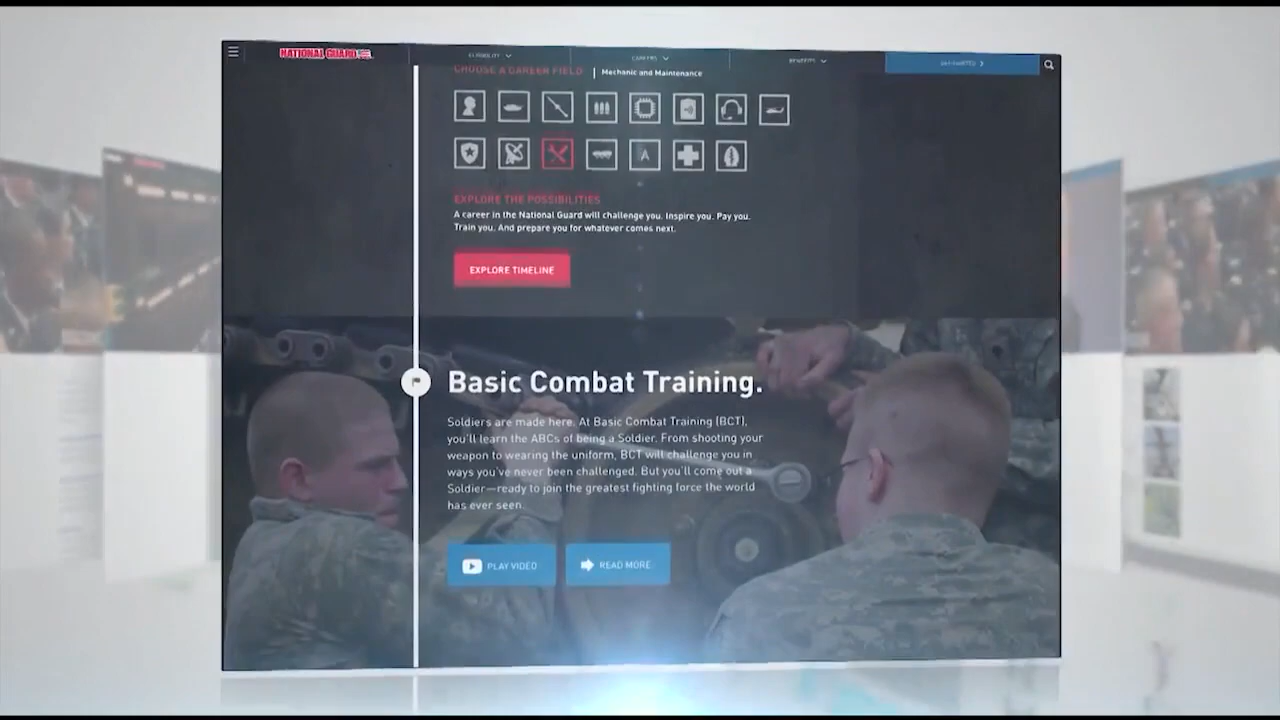 NATIONAL GUARD
ELIGIBILITY
CAREERS
BENEFITS
CHOOSE A CAREER FIELD | Mechanic and Maintenance
A
EXPLORE THE POSSIBILITIES
A career in the National Guard will challenge you. Inspire you. Pay you.
Train you. And prepare you for whatever comes next.
EXPLORE TIMELINE
Basic Combat Training.
Soldiers are made here. At Basic Combat Training (BCT),
you'll learn the ABCs of being a Soldier. From shooting your
weapon to wearing the uniform, BCT will challenge you in
ways you've never been challenged. But you'll come out a
Soldier—ready to join the greatest fighting force the world
has ever seen.
PLAY VIDEO
READ MORE